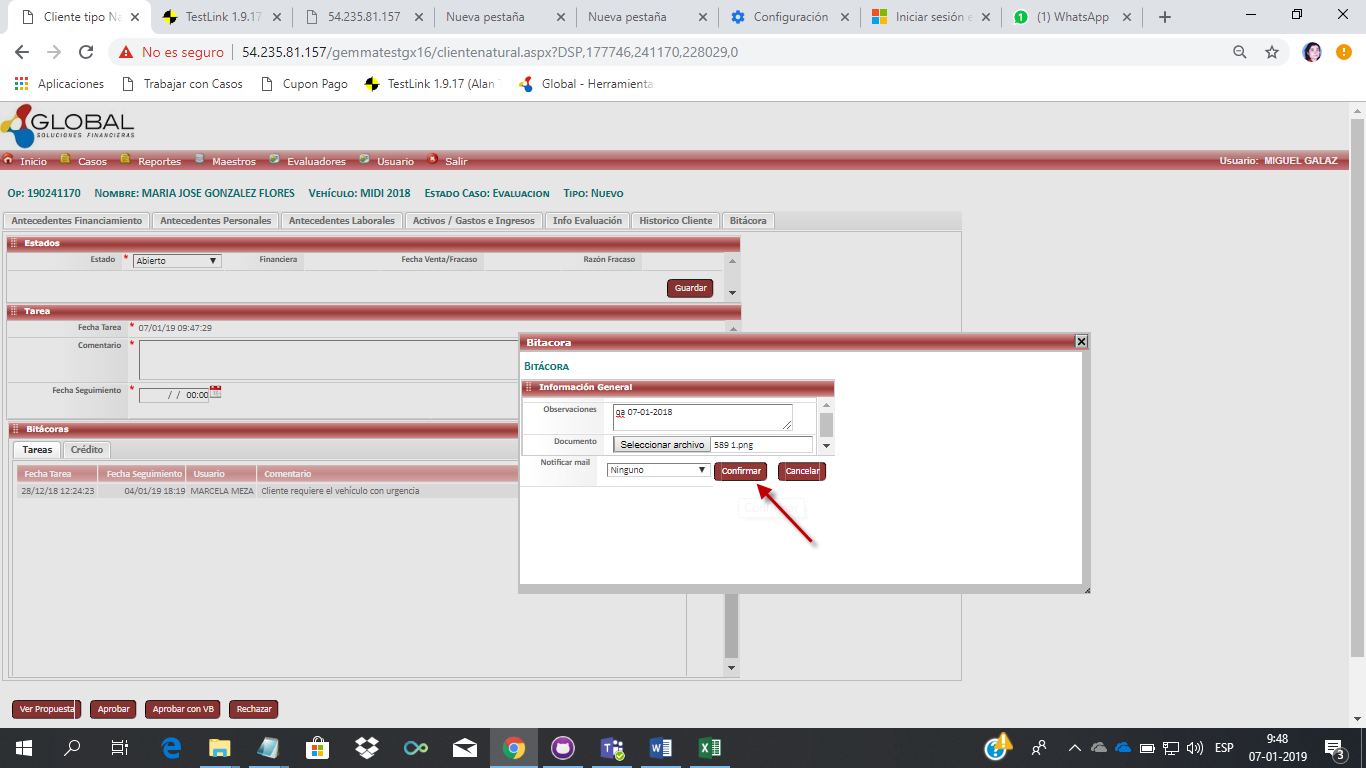 Cliente tipo Na
TestLink 1.9.17
54.235.81.157
Nueva pestaña
Nueva pestaña
Configuración
Iniciar sesión e
(1) WhatsApp
No es seguro
54.235.81.157/gemmatestgx16/clientenatural.aspx?DSP,177746,241170,228029,0
Aplicaciones
Trabajar con Casos
Cupon Pago
TestLink 1.9.17 (Alan
Global - Herramienta
GLOBAL
SOLUCIONES FINANCIERAS
Inicio
Casos
Reportes
Maestros
Evaluadores
Usuario
Salir
Usuario: MIGUEL GALAZ
Op: 190241170 Nombre: MARIA JOSE GONZALEZ FLORES Vehículo: MIDI 2018 Estado Caso: Evaluacion Tipo: Nuevo
Antecedentes Financiamiento
Antecedentes Personales
Antecedentes Laborales
Activos / Gastos e Ingresos
Info Evaluación
Historico Cliente
Bitácora
Estados
Estado * Abierto
Financiera
Fecha Venta/Fracaso
Razón Fracaso
Guardar
Tarea
Fecha Tarea * 07/01/19 09:47:29
Comentario *
Fecha Seguimiento * / / 00:00
Bitácoras
Tareas
Crédito
Fecha Tarea
Fecha Seguimiento
Usuario
Comentario
28/12/18 12:24:23
04/01/19 18:19
MARCELA MEZA
Cliente requiere el vehículo con urgencia
Bitacora
Bitácora
Información General
Observaciones
qa 07-01-2018
Documento
Seleccionar archivo
589 1.png
Notificar mail
Ninguno
Confirmar
Cancelar
Ver Propuesta
Aprobar
Aprobar con VB
Rechazar
ESP
9:48
07-01-2019
3